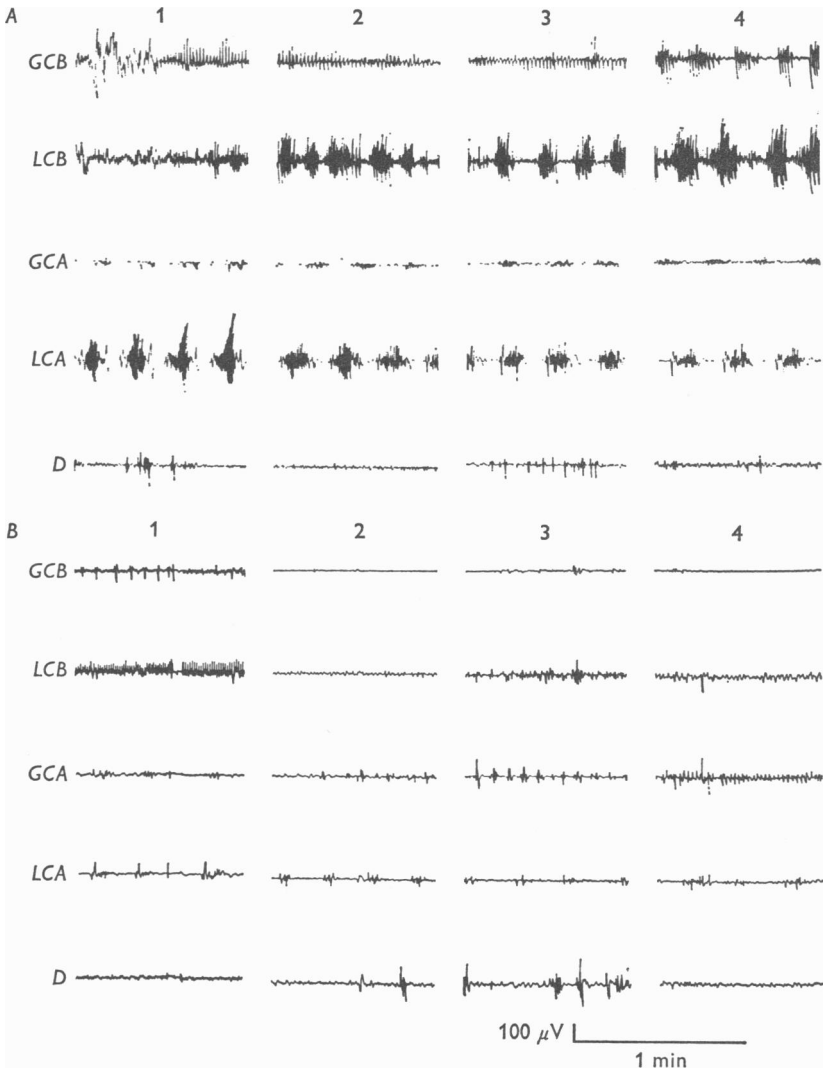 A 1 2 3 4
GCB
LCB
GCA
LCA
D
B 1 2 3 4
GCB
LCB
GCA
LCA
D
100 μV
1 min